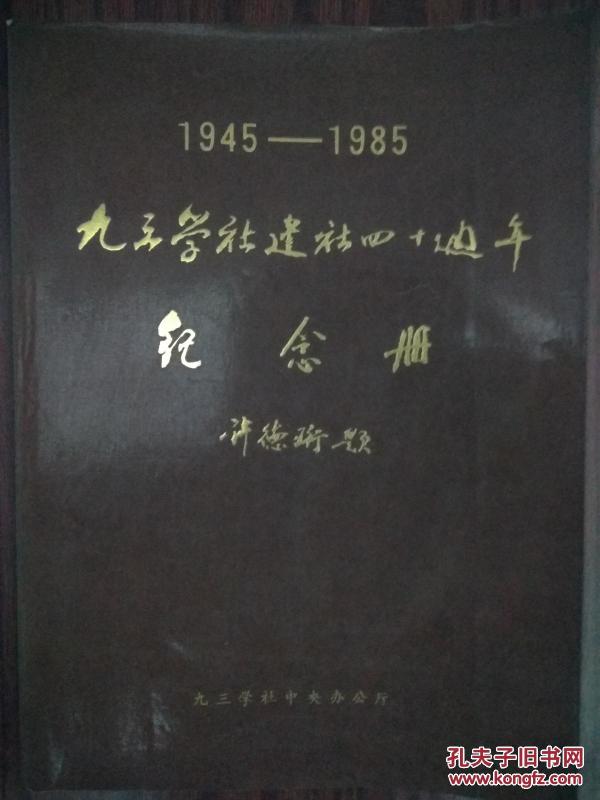 1945—1985
九三学社建社四十週年
纪念册
许德珩题
九三学社中央办公厅
孔夫子旧书网
www.kongfz.com